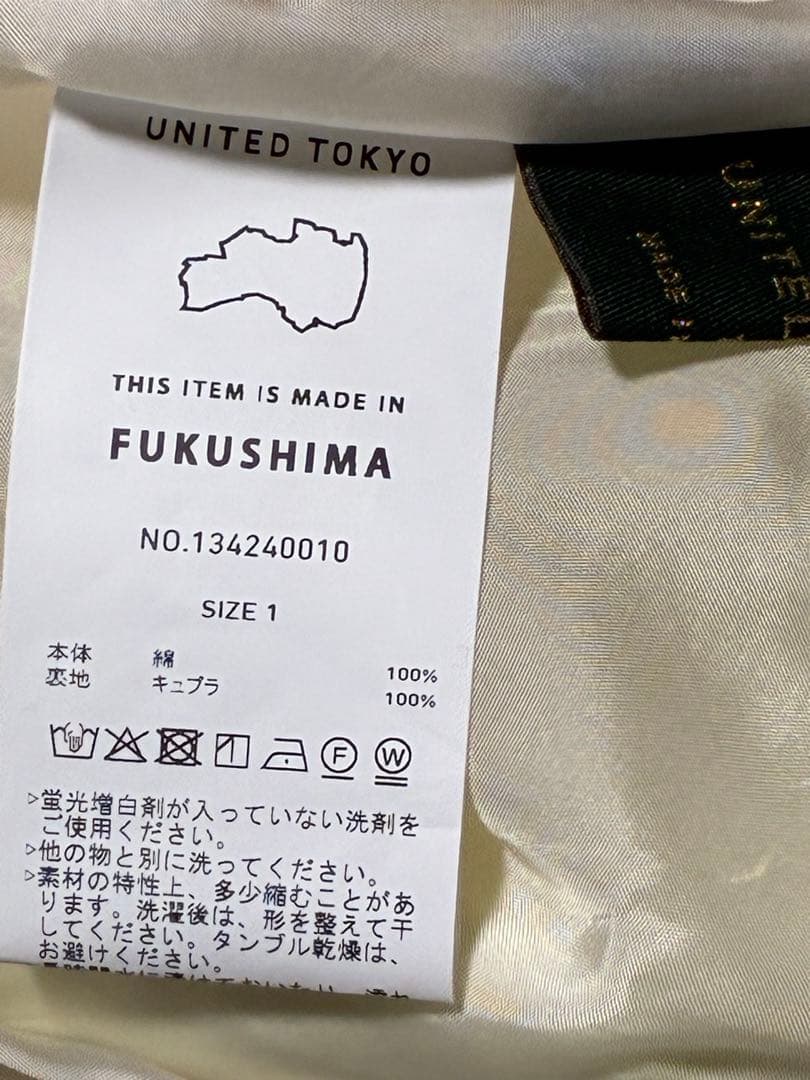 UNITED TOKYO
THIS ITEM IS MADE IN
FUKUSHIMA
NO.134240010
SIZE 1
本体 綿 100%
裏地 キュプラ 100%
F W
▷蛍光増白剤が入っていない洗剤を
ご使用ください。
▷他の物と別に洗ってください。
▷素材の特性上、多少縮むことがあ
ります。洗濯後は、形を整えて干
してください。タンブル乾燥は、
お避けください。
UNITED
MADE